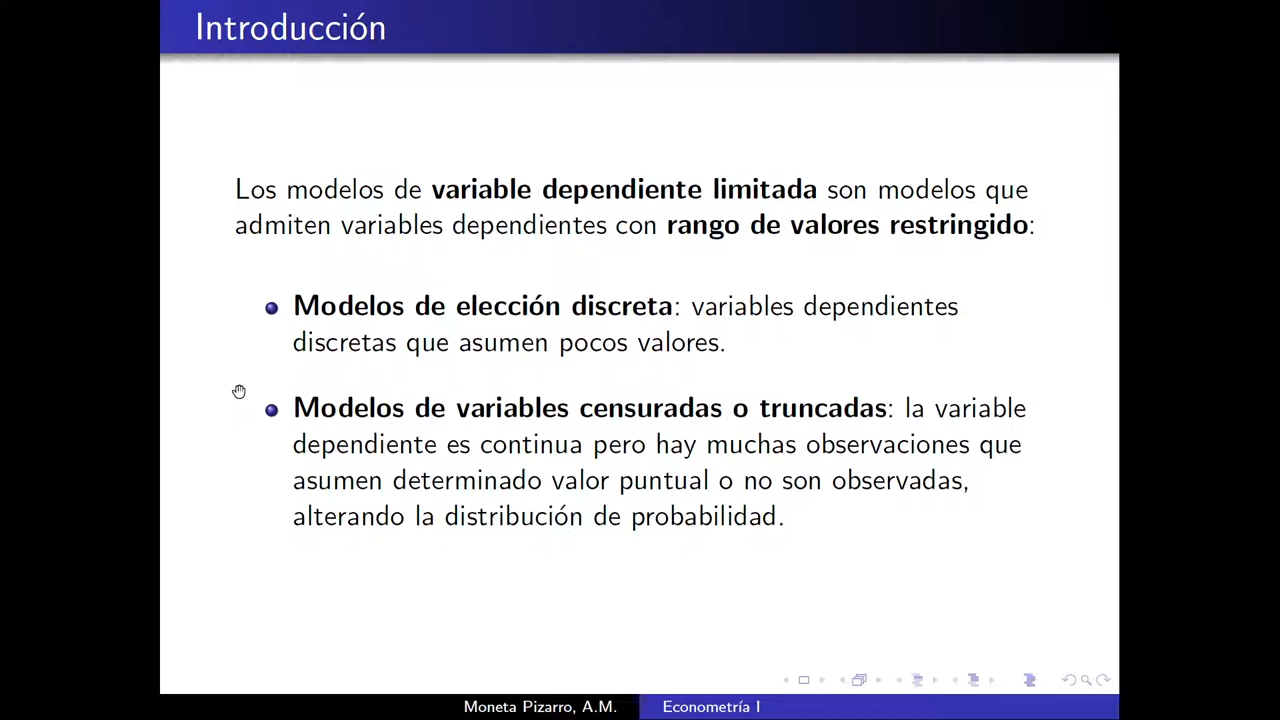 Introducción
Los modelos de variable dependiente limitada son modelos que
admiten variables dependientes con rango de valores restringido:
Modelos de elección discreta: variables dependientes
discretas que asumen pocos valores.
Modelos de variables censuradas o truncadas: la variable
dependiente es continua pero hay muchas observaciones que
asumen determinado valor puntual o no son observadas,
alterando la distribución de probabilidad.
Moneta Pizarro, A.M.
Econometría I